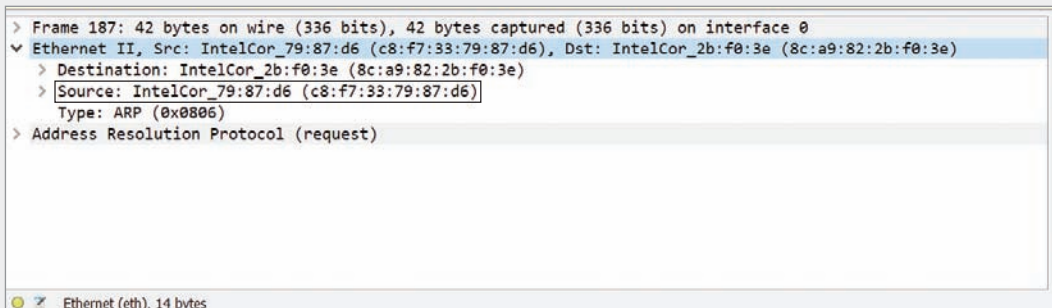 Frame 187: 42 bytes on wire (336 bits), 42 bytes captured (336 bits) on interface 0
Ethernet II, Src: IntelCor_79:87:d6 (c8:f7:33:79:87:d6), Dst: IntelCor_2b:f0:3e (8c:a9:82:2b:f0:3e)
Destination: IntelCor_2b:f0:3e (8c:a9:82:2b:f0:3e)
Source: IntelCor_79:87:d6 (c8:f7:33:79:87:d6)
Type: ARP (0x0806)
Address Resolution Protocol (request)
Ethernet (eth), 14 bytes